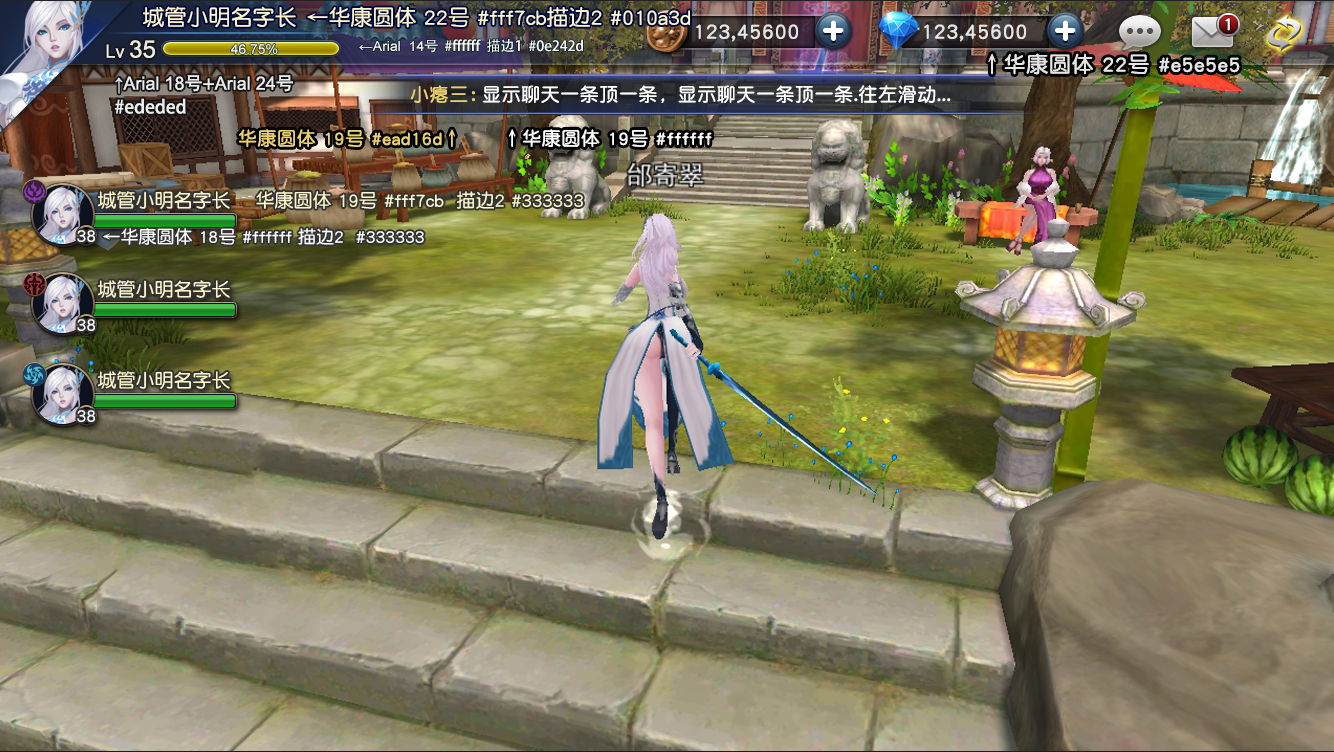 城管小明名字长 ←华康圆体 22号 #fff7cb描边2 #010a3d
123,45600
123,45600
1
Lv 35
46.75%
←Arial 14号 #ffffff 描边1 #0e242d
↑华康圆体 22号 #e5e5e5
↑Arial 18号+Arial 24号
#ededed
小瘪三：显示聊天一条顶一条，显示聊天一条顶一条.往左滑动...
华康圆体 19号 #ead16d↑
↑华康圆体 19号 #ffffff
邰寄翠
城管小明名字长
华康圆体 19号 #fff7cb 描边2 #333333
38
←华康圆体 18号 #ffffff 描边2 #333333
城管小明名字长
38
城管小明名字长
38